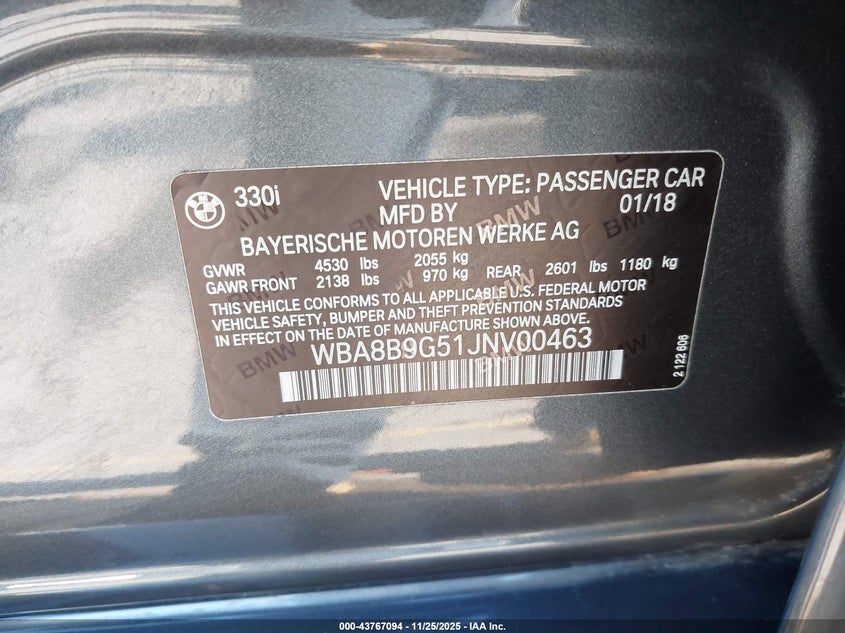 330i VEHICLE TYPE: PASSENGER CAR
MFD BY 01/18
BAYERISCHE MOTOREN WERKE AG
GVWR 4530 lbs 2055 kg
GAWR FRONT 2138 lbs 970 kg REAR 2601 lbs 1180 kg
THIS VEHICLE CONFORMS TO ALL APPLICABLE U.S. FEDERAL MOTOR
VEHICLE SAFETY, BUMPER AND THEFT PREVENTION STANDARDS
IN EFFECT ON THE DATE OF MANUFACTURE SHOWN ABOVE.
WBA8B9G51JNV00463
2 122 606
000-43767094 - 11/25/2025 - IAA Inc.